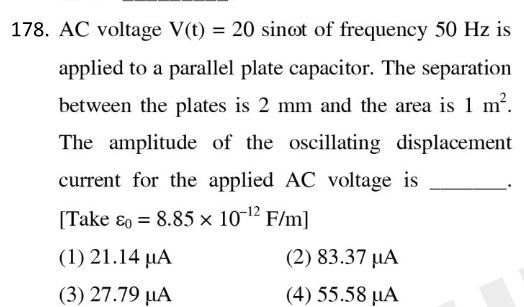 178. AC voltage V(t) = 20 sinωt of frequency 50 Hz is
applied to a parallel plate capacitor. The separation
between the plates is 2 mm and the area is 1 m².
The amplitude of the oscillating displacement
current for the applied AC voltage is ________.
[Take ε₀ = 8.85 × 10⁻¹² F/m]
(1) 21.14 μA (2) 83.37 μA
(3) 27.79 μA (4) 55.58 μA